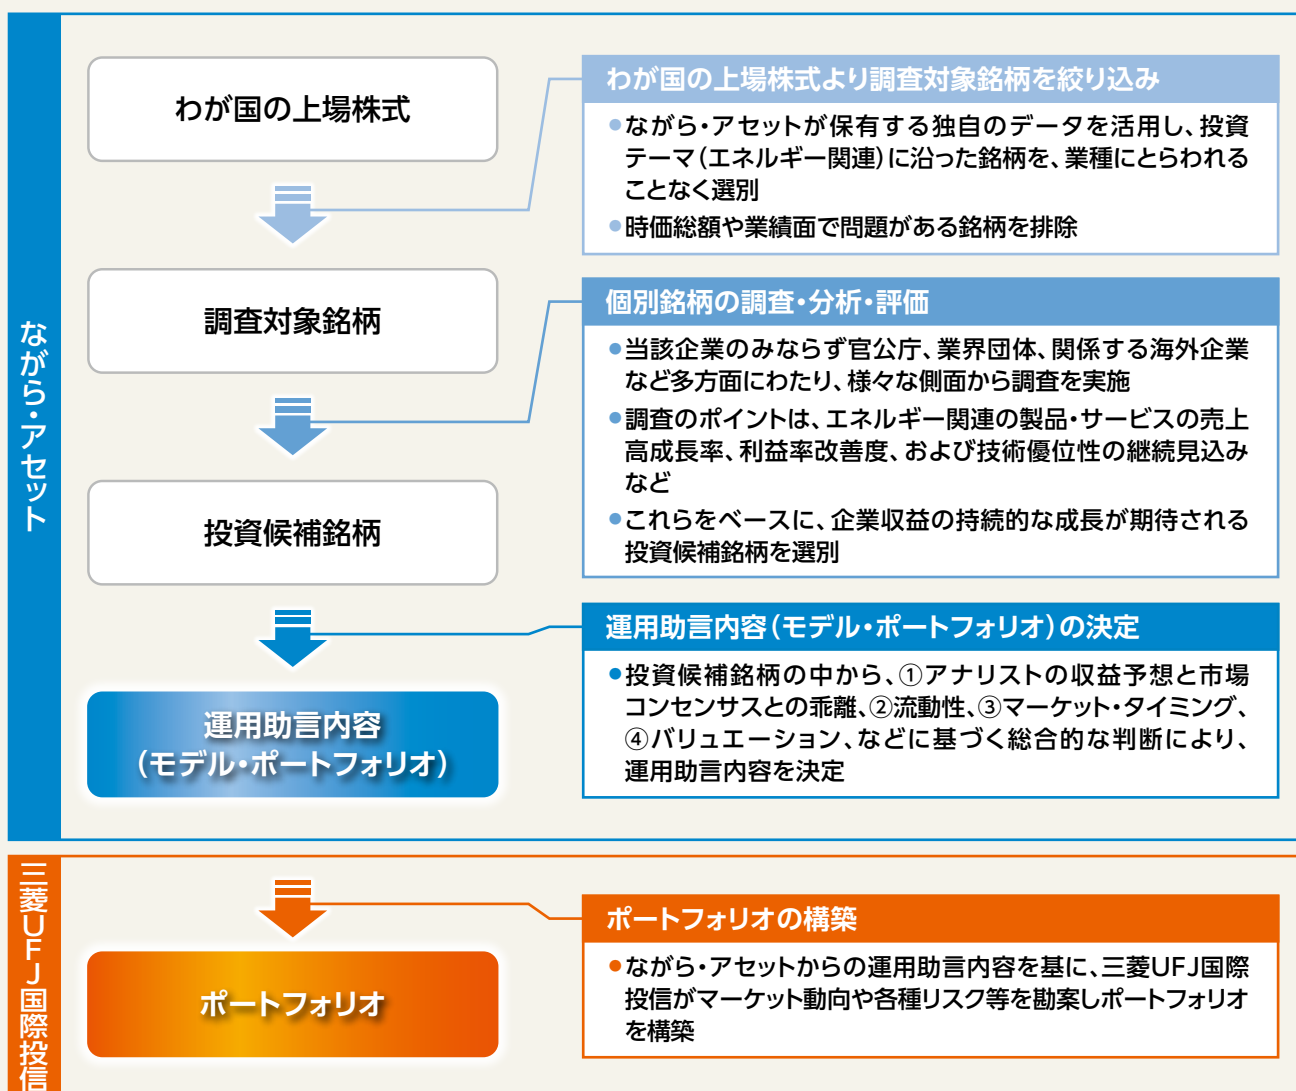 ながら・アセット
わが国の上場株式
わが国の上場株式より調査対象銘柄を絞り込み
●ながら・アセットが保有する独自のデータを活用し、投資
テーマ(エネルギー関連)に沿った銘柄を、業種にとらわれる
ことなく選別
●時価総額や業績面で問題がある銘柄を排除
調査対象銘柄
個別銘柄の調査・分析・評価
●当該企業のみならず官公庁、業界団体、関係する海外企業
など多方面にわたり、様々な側面から調査を実施
●調査のポイントは、エネルギー関連の製品・サービスの売上
高成長率、利益率改善度、および技術優位性の継続見込み
など
●これらをベースに、企業収益の持続的な成長が期待される
投資候補銘柄を選別
投資候補銘柄
運用助言内容(モデル・ポートフォリオ)の決定
●投資候補銘柄の中から、①アナリストの収益予想と市場
コンセンサスとの乖離、②流動性、③マーケット・タイミング、
④バリュエーション、などに基づく総合的な判断により、
運用助言内容を決定
運用助言内容
(モデル・ポートフォリオ)
三菱UFJ国際投信
ポートフォリオの構築
●ながら・アセットからの運用助言内容を基に、三菱UFJ国際
投信がマーケット動向や各種リスク等を勘案しポートフォリオ
を構築
ポートフォリオ